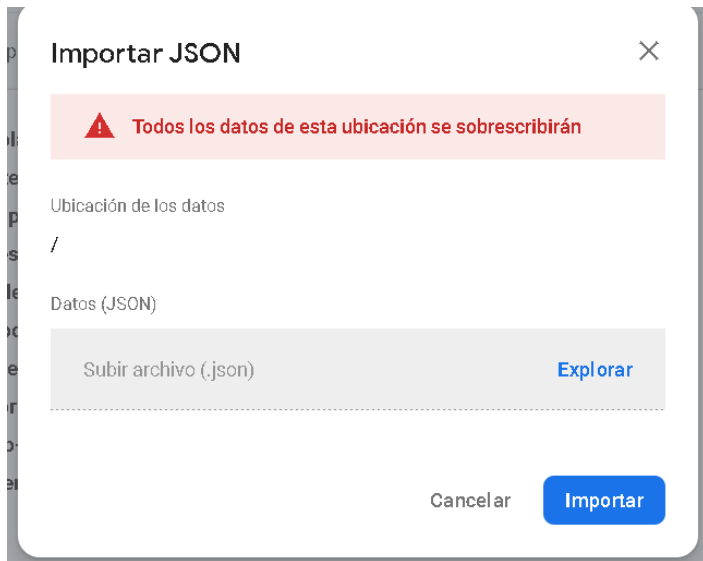 Importar JSON
Todos los datos de esta ubicación se sobrescribirán
Ubicación de los datos
/
Datos (JSON)
Subir archivo (.json)
Explorar
Cancelar
Importar